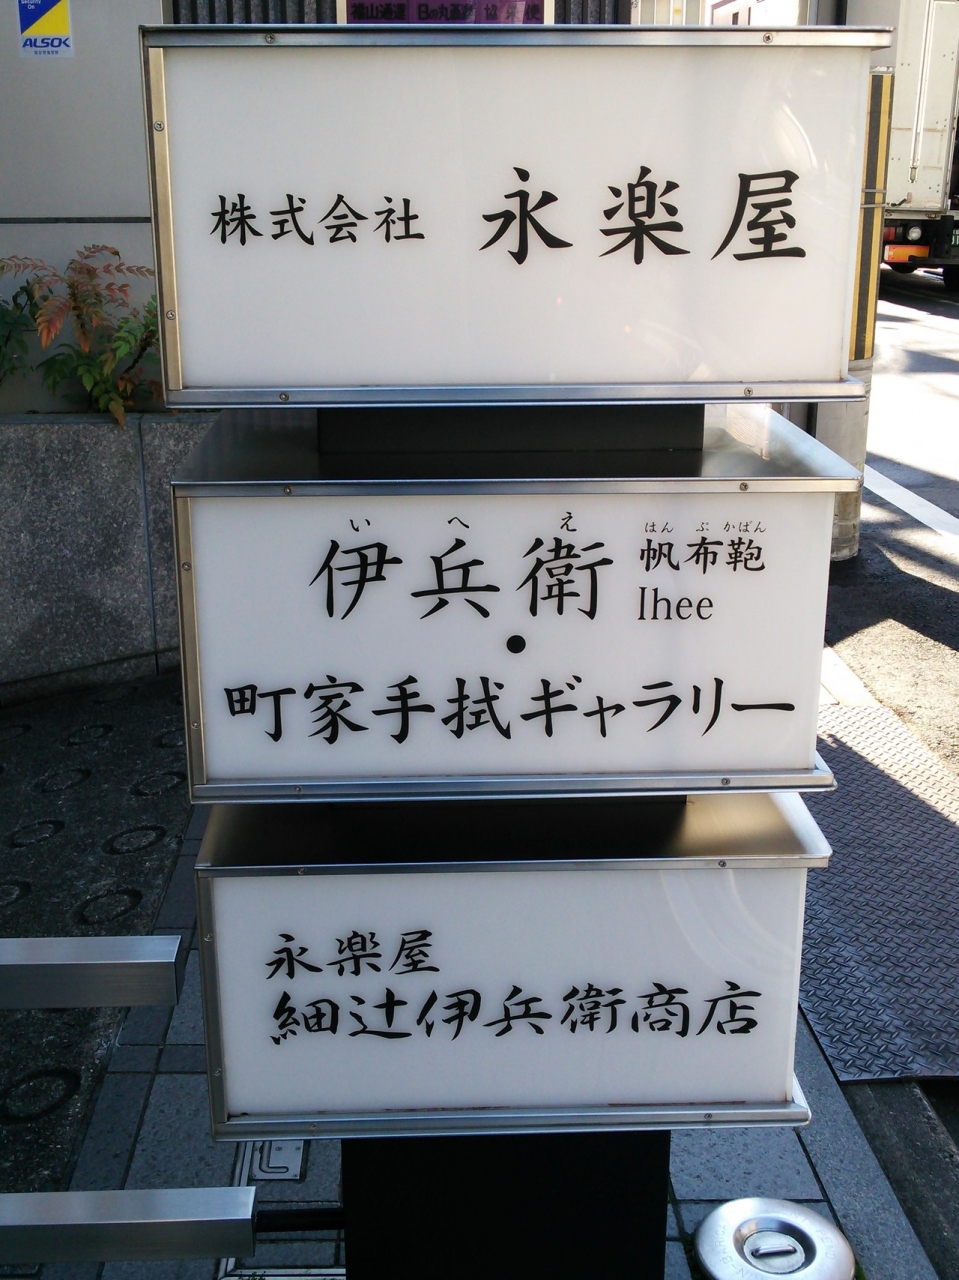 Security
On
ALSOK
株式会社 永楽屋
い へ え
伊兵衛
はん ぷ かばん
帆布鞄
Ihee
●
町家手拭ギャラリー
永楽屋
細辻伊兵衛商店